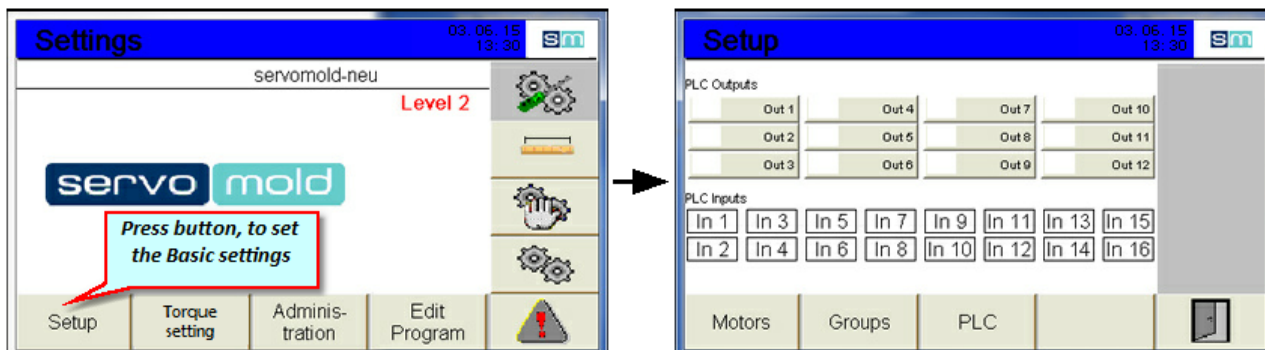 Settings
03. 06. 15
13: 30
sm
servomold-neu
Level 2
servo mold
Press button, to set
the Basic settings
Setup
Torque
setting
Adminis-
tration
Edit
Program
Setup
03. 06. 15
13: 30
sm
PLC Outputs
Out 1 Out 4 Out 7 Out 10
Out 2 Out 5 Out 8 Out 11
Out 3 Out 6 Out 9 Out 12
PLC Inputs
In 1 In 3 In 5 In 7 In 9 In 11 In 13 In 15
In 2 In 4 In 6 In 8 In 10 In 12 In 14 In 16
Motors Groups PLC